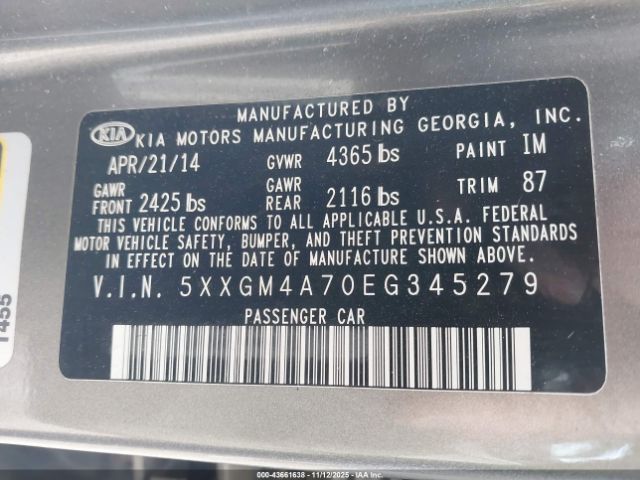 MANUFACTURED BY
KIA KIA MOTORS MANUFACTURING GEORGIA, INC.
APR/21/14 GVWR 4365 lbs PAINT IM
GAWR FRONT 2425 lbs GAWR REAR 2116 lbs TRIM 87
THIS VEHICLE CONFORMS TO ALL APPLICABLE U.S.A. FEDERAL
MOTOR VEHICLE SAFETY, BUMPER, AND THEFT PREVENTION STANDARDS
IN EFFECT ON THE DATE OF MANUFACTURE SHOWN ABOVE.
V.I.N. 5XXGM4A70EG345279
PASSENGER CAR
1455
000-43661638 - 11/12/2025 - IAA Inc.